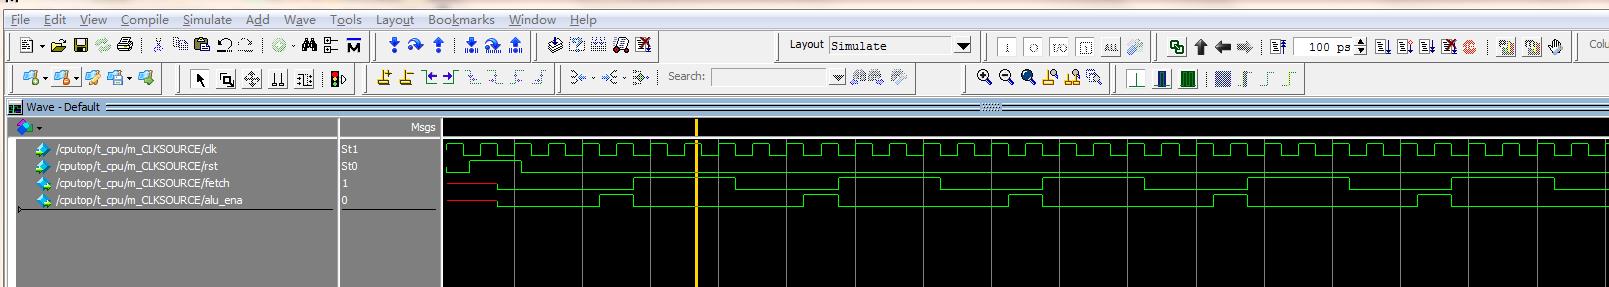 File Edit View Compile Simulate Add Wave Tools Layout Bookmarks Window Help
Layout Simulate ALL 100 ps Colu
Search:
Wave - Default
Msgs
/cputop/t_cpu/m_CLKSOURCE/clk St1
/cputop/t_cpu/m_CLKSOURCE/rst St0
/cputop/t_cpu/m_CLKSOURCE/fetch 1
/cputop/t_cpu/m_CLKSOURCE/alu_ena 0